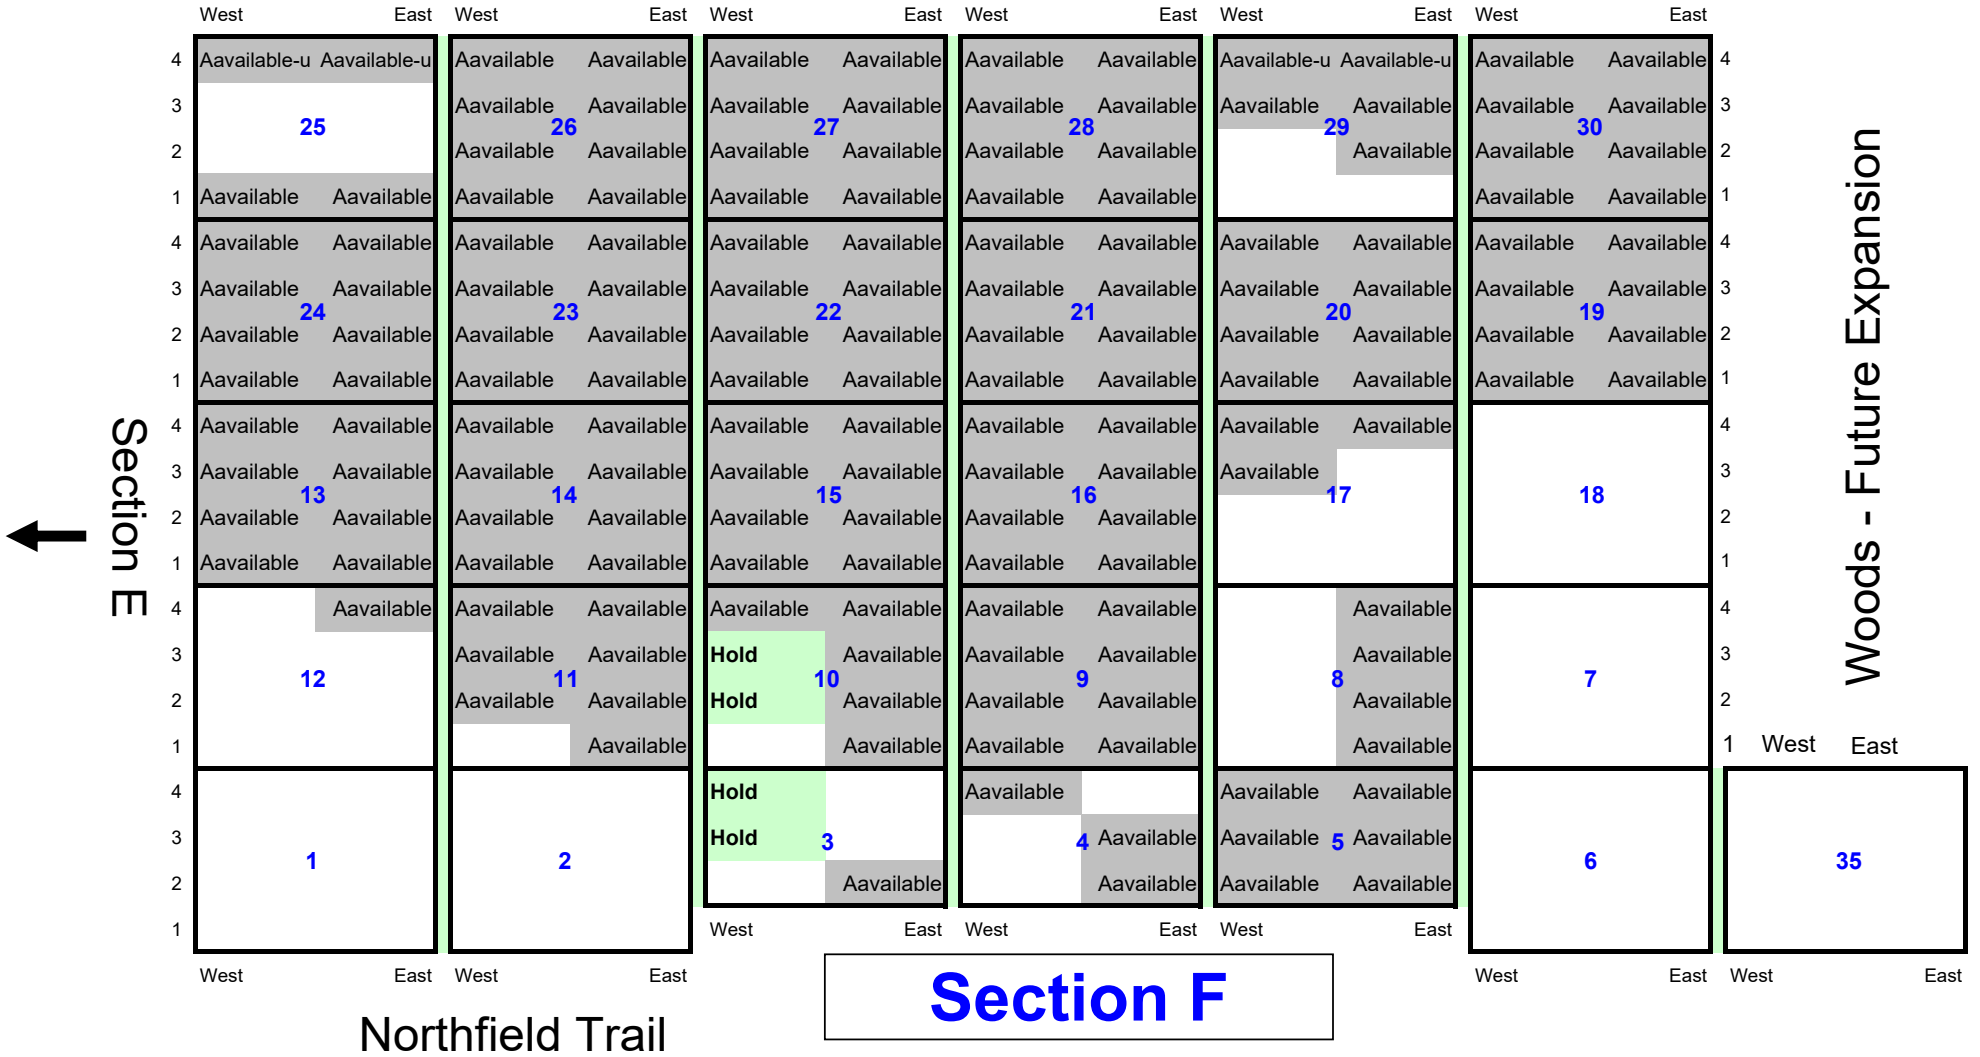 West East West East West East West East West East West East
4 Aavailable-u Aavailable-u Aavailable Aavailable Aavailable Aavailable Aavailable Aavailable Aavailable-u Aavailable-u Aavailable Aavailable 4
3 Aavailable Aavailable Aavailable Aavailable Aavailable Aavailable Aavailable Aavailable Aavailable Aavailable 3
25 26 27 28 29 30
2 Aavailable Aavailable Aavailable Aavailable Aavailable Aavailable Aavailable Aavailable Aavailable 2
1 Aavailable Aavailable Aavailable Aavailable Aavailable Aavailable Aavailable Aavailable Aavailable Aavailable 1
4 Aavailable Aavailable Aavailable Aavailable Aavailable Aavailable Aavailable Aavailable Aavailable Aavailable Aavailable Aavailable 4
3 Aavailable Aavailable Aavailable Aavailable Aavailable Aavailable Aavailable Aavailable Aavailable Aavailable Aavailable Aavailable 3
24 23 22 21 20 19
2 Aavailable Aavailable Aavailable Aavailable Aavailable Aavailable Aavailable Aavailable Aavailable Aavailable Aavailable Aavailable 2
1 Aavailable Aavailable Aavailable Aavailable Aavailable Aavailable Aavailable Aavailable Aavailable Aavailable Aavailable Aavailable 1
4 Aavailable Aavailable Aavailable Aavailable Aavailable Aavailable Aavailable Aavailable Aavailable Aavailable 4
3 Aavailable Aavailable Aavailable Aavailable Aavailable Aavailable Aavailable Aavailable Aavailable 3
13 14 15 16 17 18
2 Aavailable Aavailable Aavailable Aavailable Aavailable Aavailable Aavailable Aavailable 2
1 Aavailable Aavailable Aavailable Aavailable Aavailable Aavailable Aavailable Aavailable 1
4 Aavailable Aavailable Aavailable Aavailable Aavailable Aavailable Aavailable Aavailable 4
3 Aavailable Aavailable Hold Aavailable Aavailable Aavailable Aavailable 3
12 11 10 9 8 7
2 Aavailable Aavailable Hold Aavailable Aavailable Aavailable Aavailable 2
1 Aavailable Aavailable Aavailable Aavailable Aavailable 1 West East
4 Hold Aavailable Aavailable Aavailable
3 Hold 3 4 Aavailable Aavailable 5 Aavailable
1 2 6 35
2 Aavailable Aavailable Aavailable Aavailable
1 West East West East West East
West East West East West East West East
Section E
Woods - Future Expansion
Section F
Northfield Trail